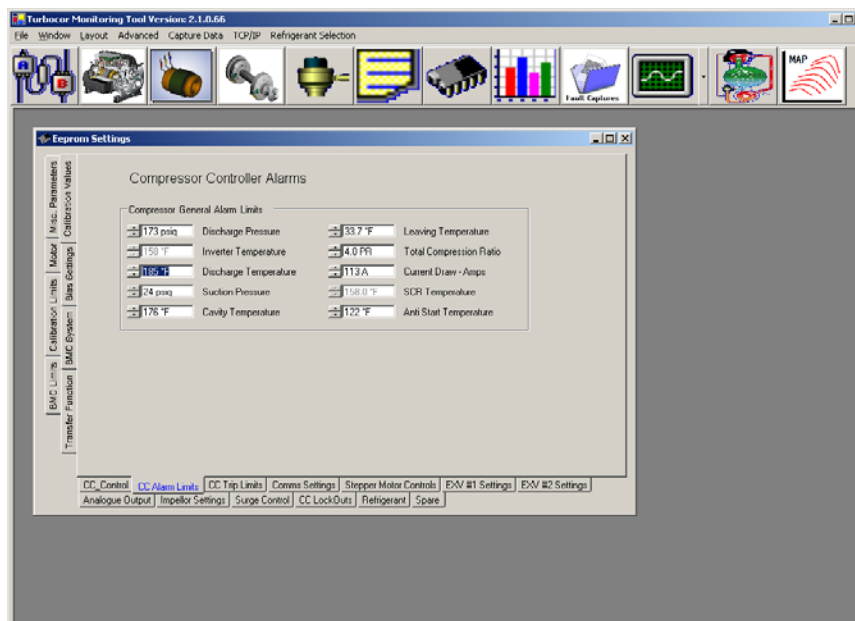 Turbocor Monitoring Tool Version: 2.1.0.66
File Window Layout Advanced Capture Data TCP/IP Refrigerant Selection
A
B
Fault Captures
MAP
Eeprom Settings
Misc. Parameters
Motor
Calibration Limits
BMC Limits
Calibration Values
Bias Settings
BMC System
Transfer Function
Compressor Controller Alarms
Compressor General Alarm Limits
173 psig Discharge Pressure 33.7 °F Leaving Temperature
158 °F Inverter Temperature 4.0 PR Total Compression Ratio
185 °F Discharge Temperature 113 A Current Draw - Amps
24 psig Suction Pressure 158.0 °F SCR Temperature
176 °F Cavity Temperature 122 °F Anti Start Temperature
CC_Control CC Alarm Limits CC Trip Limits Comms Settings Stepper Motor Controls EXV #1 Settings EXV #2 Settings
Analogue Output Impellor Settings Surge Control CC LockOuts Refrigerant Spare